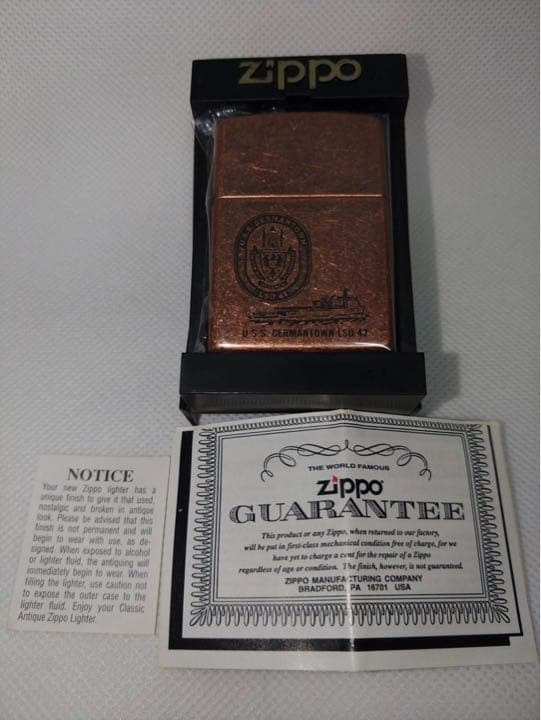 zippo
U.S.S. GERMANTOWN
LSD 42
U.S.S. GERMANTOWN LSD 42
NOTICE
Your new Zippo lighter has a
unique finish to give it that used,
nostalgic and broken in antique
look. Please be advised that this
finish is not permanent and will
begin to wear with use, as de-
signed. When exposed to alcohol
or lighter fluid, the antiquing will
immediately begin to wear. When
filling the lighter, use caution not
to expose the outer case to the
lighter fluid. Enjoy your Classic
Antique Zippo Lighter.
THE WORLD FAMOUS
Zippo
GUARANTEE
This product or any Zippo, when returned to our factory,
will be put in first-class mechanical condition free of charge, for we
have yet to charge a cent for the repair of a Zippo
regardless of age or condition. The finish, however, is not guaranteed.
ZIPPO MANUFACTURING COMPANY
BRADFORD, PA 16701 USA